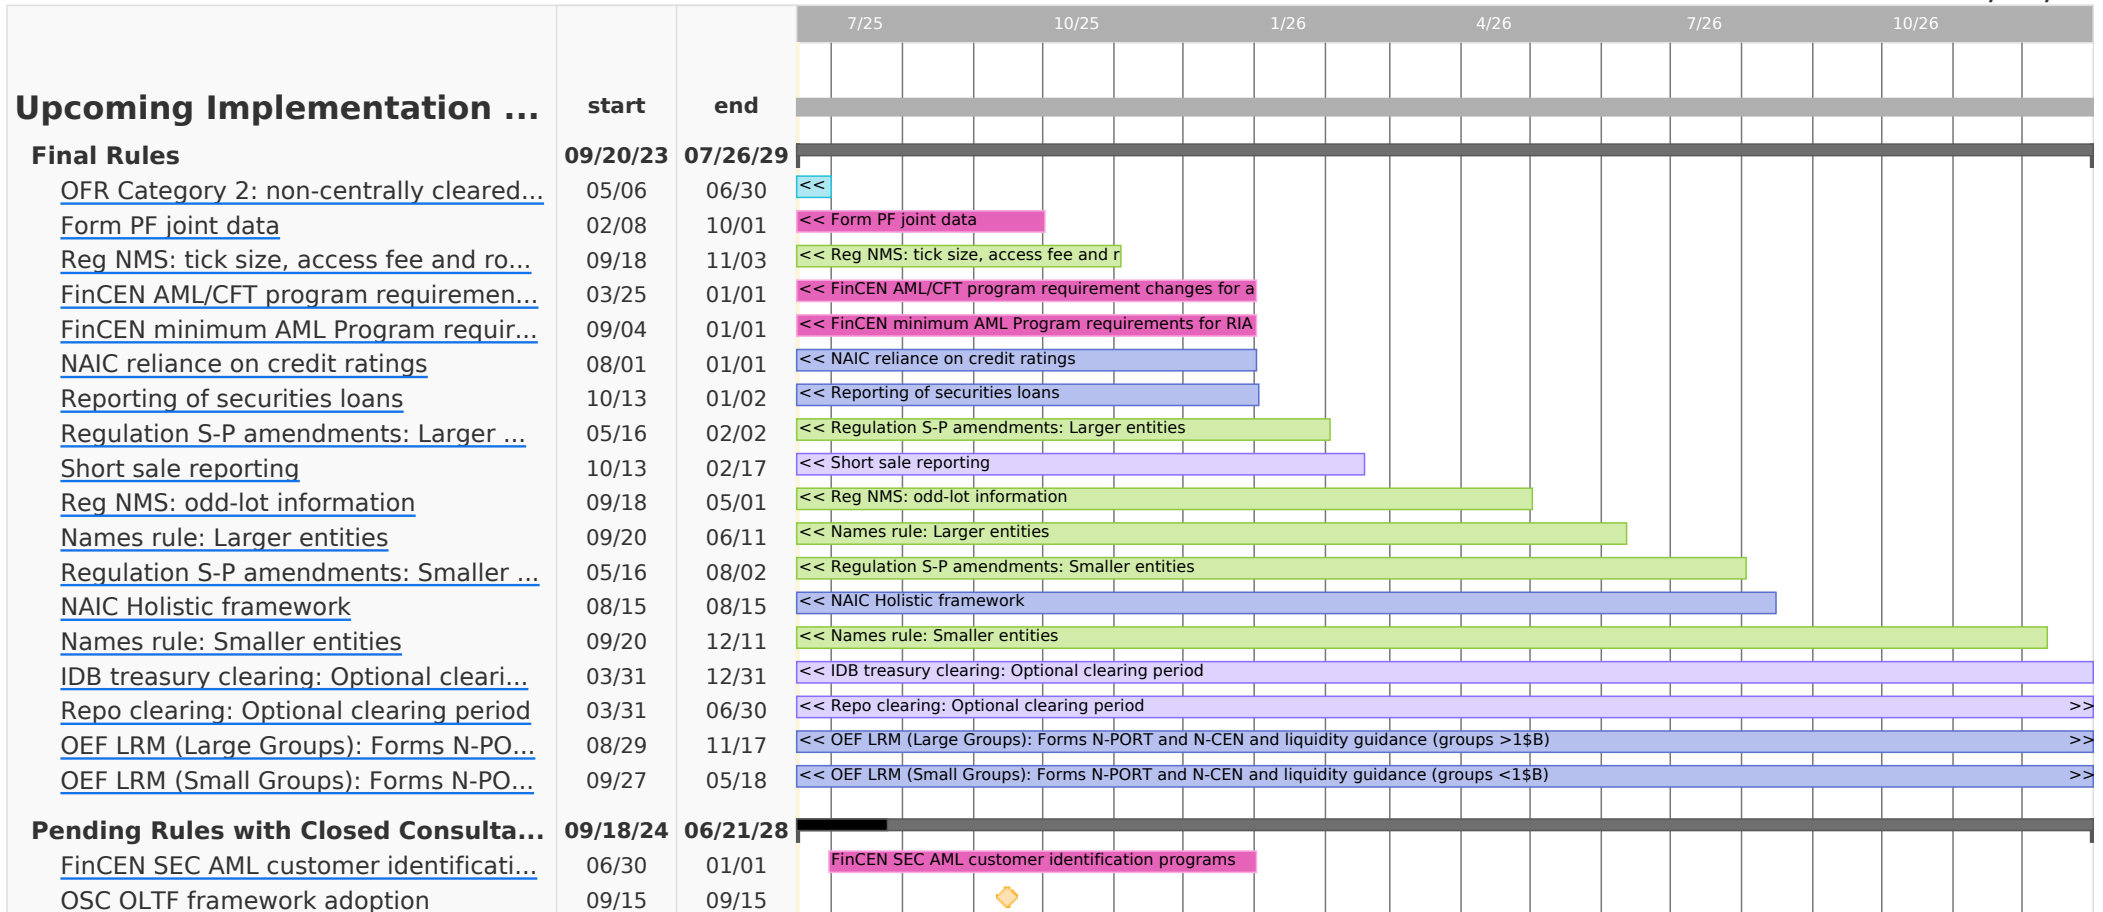 7/25 10/25 1/26 4/26 7/26 10/26
Upcoming Implementation ... start end
Final Rules 09/20/23 07/26/29
OFR Category 2: non-centrally cleared... 05/06 06/30 <<
Form PF joint data 02/08 10/01 << Form PF joint data
Reg NMS: tick size, access fee and ro... 09/18 11/03 << Reg NMS: tick size, access fee and r
FinCEN AML/CFT program requiremen... 03/25 01/01 << FinCEN AML/CFT program requirement changes for a
FinCEN minimum AML Program requir... 09/04 01/01 << FinCEN minimum AML Program requirements for RIA
NAIC reliance on credit ratings 08/01 01/01 << NAIC reliance on credit ratings
Reporting of securities loans 10/13 01/02 << Reporting of securities loans
Regulation S-P amendments: Larger ... 05/16 02/02 << Regulation S-P amendments: Larger entities
Short sale reporting 10/13 02/17 << Short sale reporting
Reg NMS: odd-lot information 09/18 05/01 << Reg NMS: odd-lot information
Names rule: Larger entities 09/20 06/11 << Names rule: Larger entities
Regulation S-P amendments: Smaller ... 05/16 08/02 << Regulation S-P amendments: Smaller entities
NAIC Holistic framework 08/15 08/15 << NAIC Holistic framework
Names rule: Smaller entities 09/20 12/11 << Names rule: Smaller entities
IDB treasury clearing: Optional cleari... 03/31 12/31 << IDB treasury clearing: Optional clearing period
Repo clearing: Optional clearing period 03/31 06/30 << Repo clearing: Optional clearing period >>
OEF LRM (Large Groups): Forms N-PO... 08/29 11/17 << OEF LRM (Large Groups): Forms N-PORT and N-CEN and liquidity guidance (groups >1$B) >>
OEF LRM (Small Groups): Forms N-PO... 09/27 05/18 << OEF LRM (Small Groups): Forms N-PORT and N-CEN and liquidity guidance (groups <1$B) >>
Pending Rules with Closed Consulta... 09/18/24 06/21/28
FinCEN SEC AML customer identificati... 06/30 01/01 FinCEN SEC AML customer identification programs
OSC OLTF framework adoption 09/15 09/15